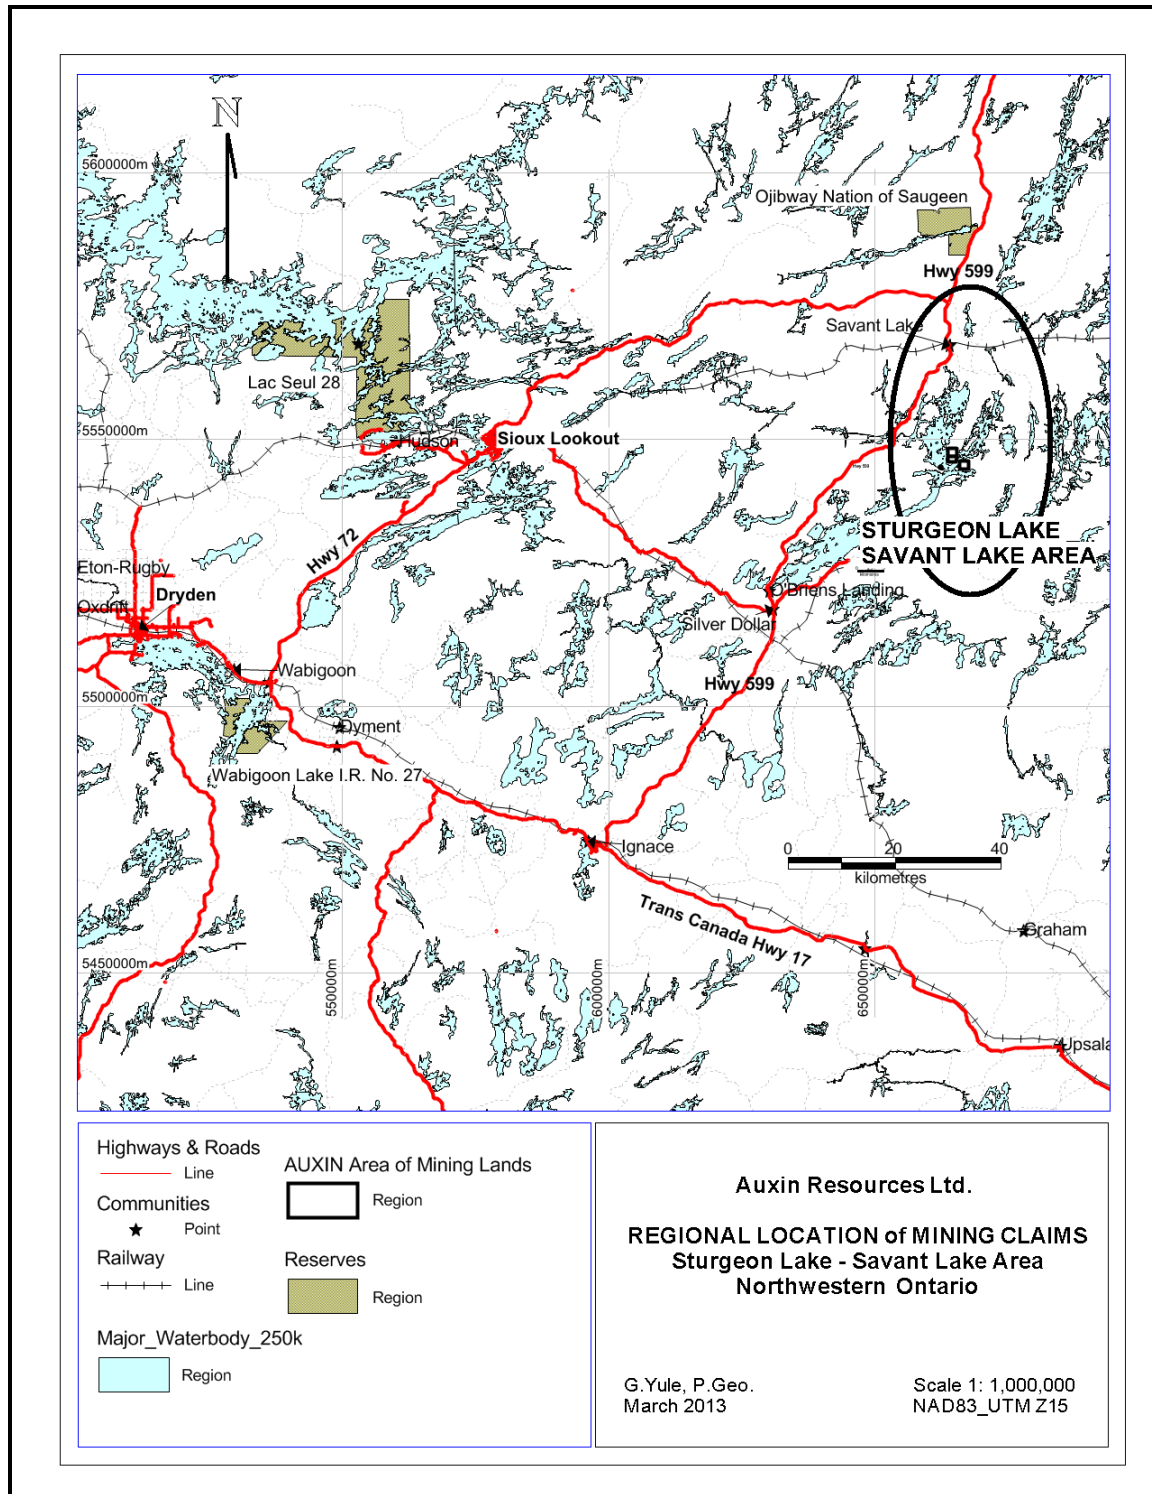 N
5600000m
Ojibway Nation of Saugeen
Hwy 599
Savant Lake
Lac Seul 28
5550000m
Hudson
Sioux Lookout
Hwy 72
STURGEON LAKE
SAVANT LAKE AREA
Eton-Rugby
Oxdrift
Dryden
O'Briens Landing
Silver Dollar
Wabigoon
Hwy 599
5500000m
Dyment
Wabigoon Lake I.R. No. 27
Ignace
0 20 40
kilometres
Trans Canada Hwy 17
Graham
5450000m
550000m
600000m
650000m
Upsala
Highways & Roads
Line
Communities
Point
Railway
Line
Major_Waterbody_250k
Region
AUXIN Area of Mining Lands
Region
Reserves
Region
Auxin Resources Ltd.
REGIONAL LOCATION of MINING CLAIMS
Sturgeon Lake - Savant Lake Area
Northwestern Ontario
G.Yule, P.Geo.
March 2013
Scale 1: 1,000,000
NAD83_UTM Z15